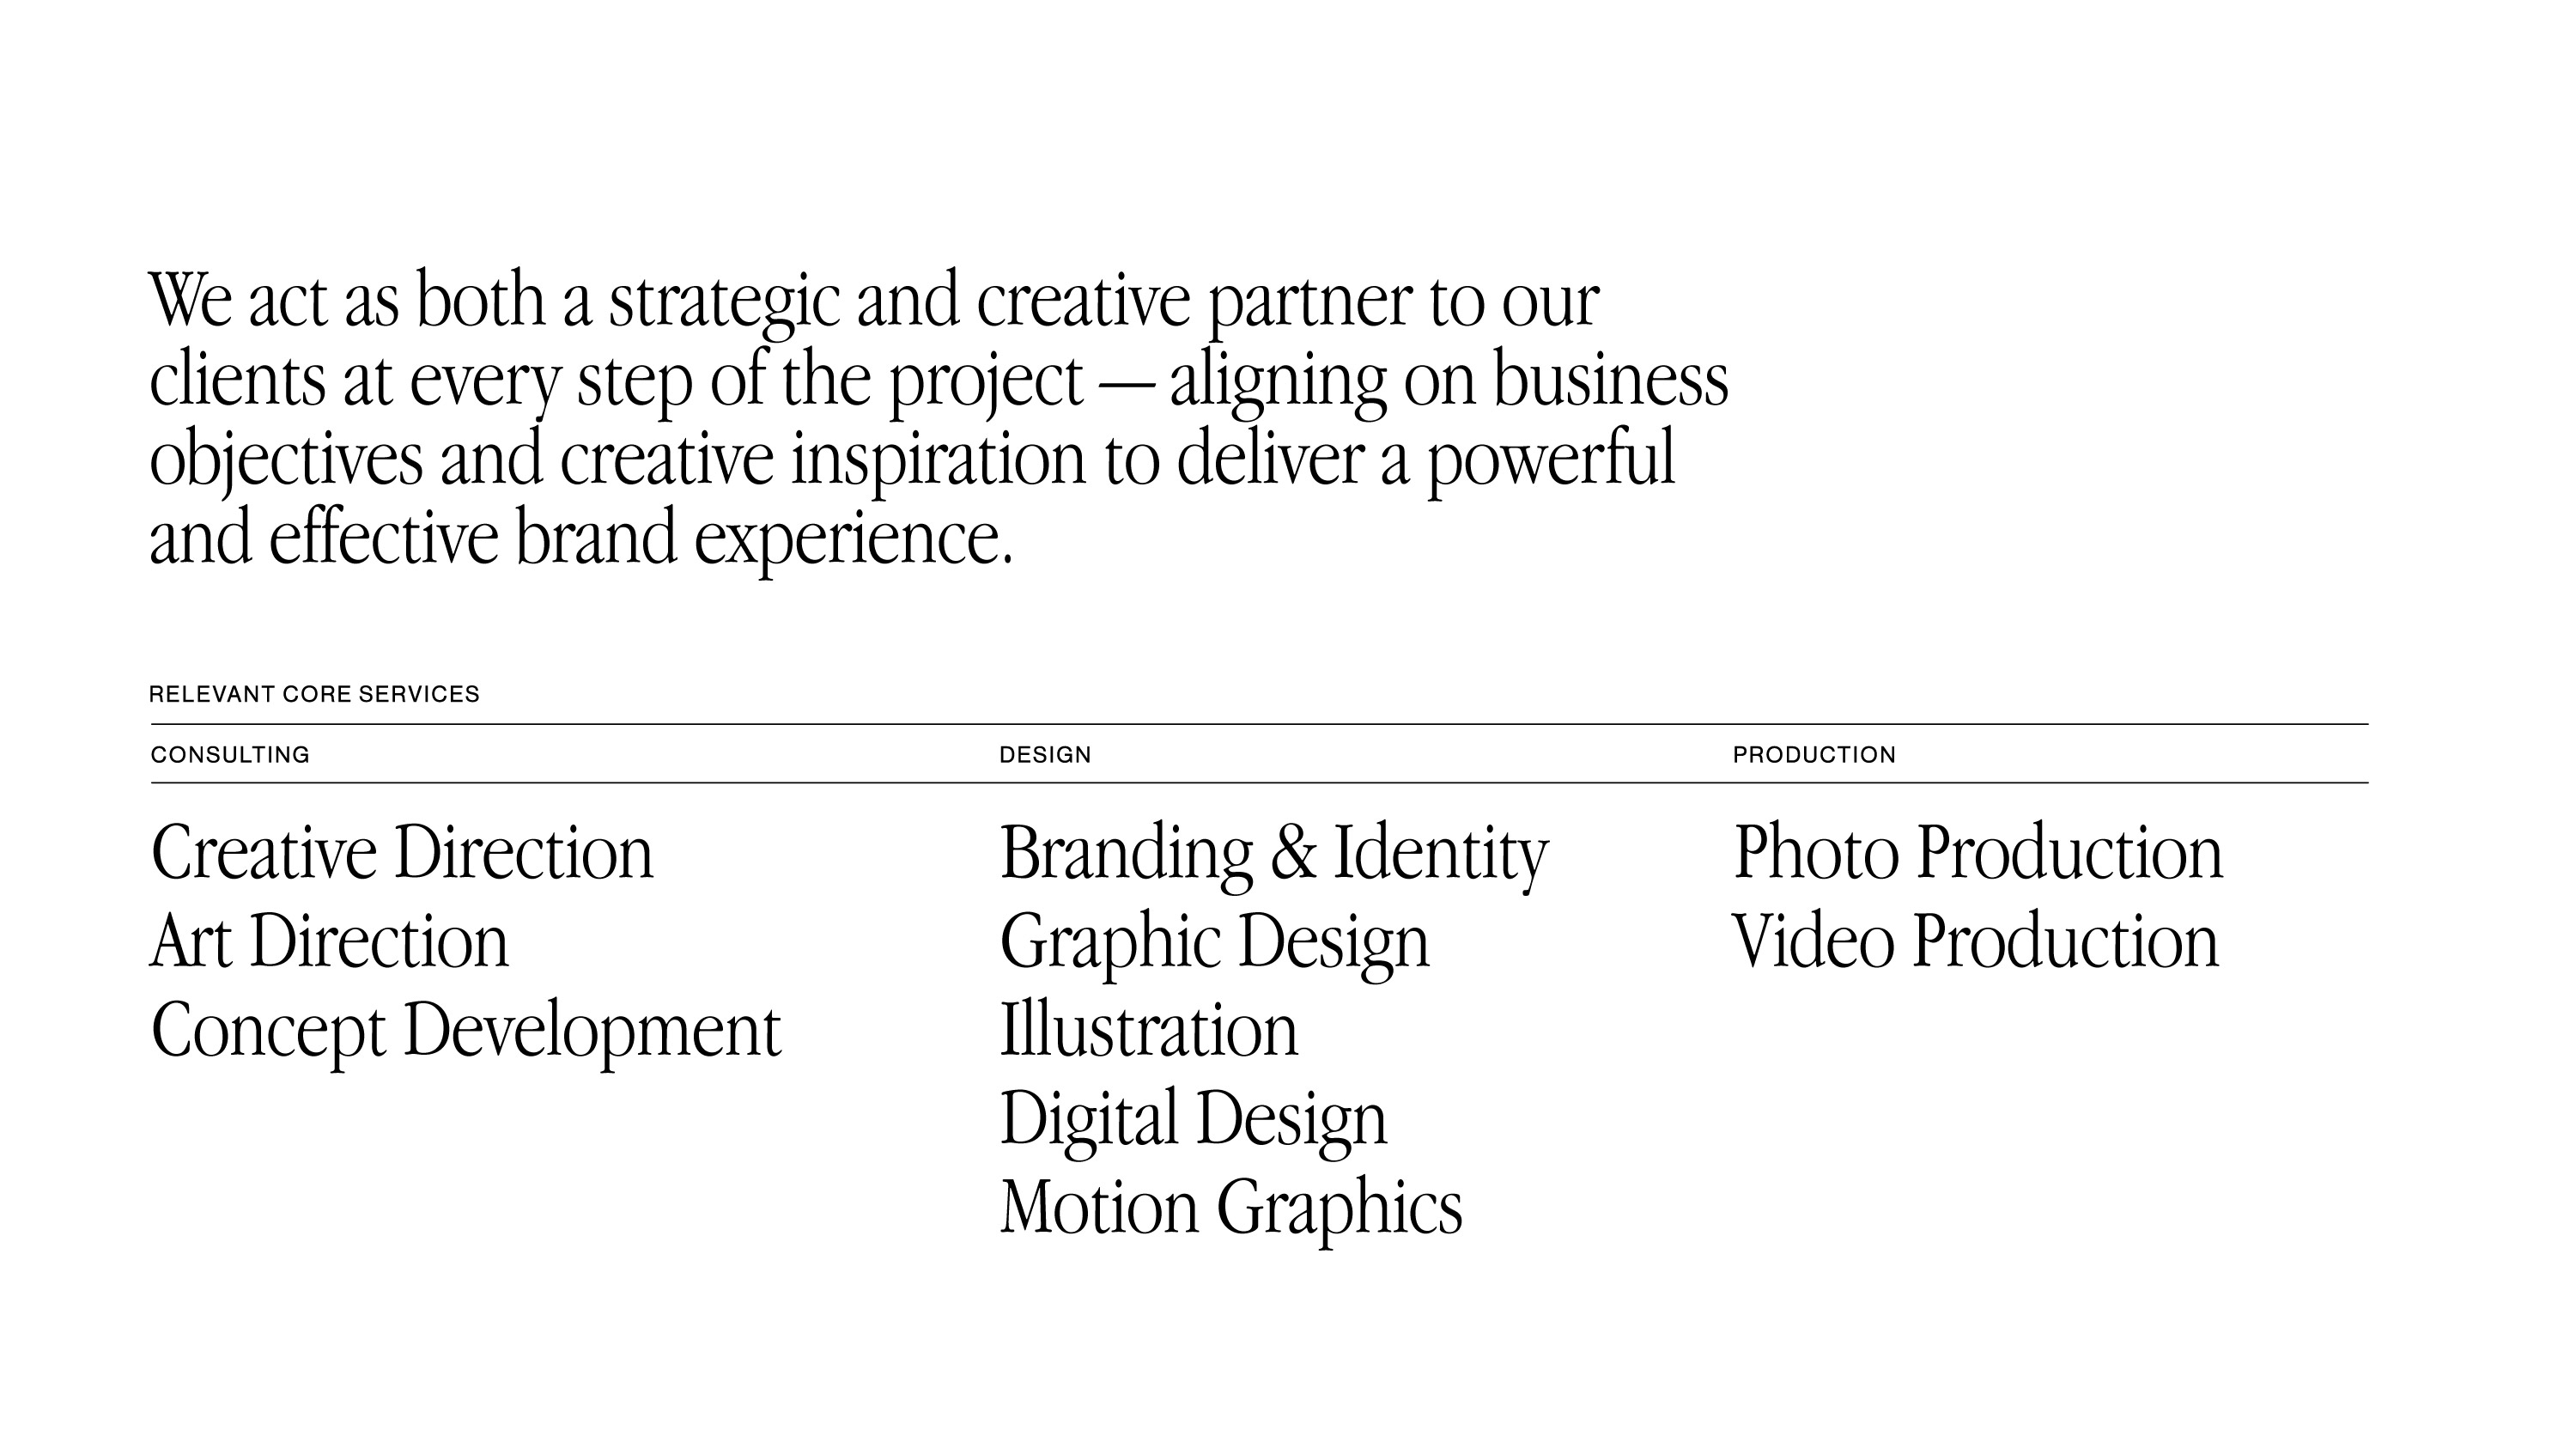 We act as both a strategic and creative partner to our
clients at every step of the project — aligning on business
objectives and creative inspiration to deliver a powerful
and effective brand experience.
RELEVANT CORE SERVICES
CONSULTING
Creative Direction
Art Direction
Concept Development
DESIGN
Branding & Identity
Graphic Design
Illustration
Digital Design
Motion Graphics
PRODUCTION
Photo Production
Video Production